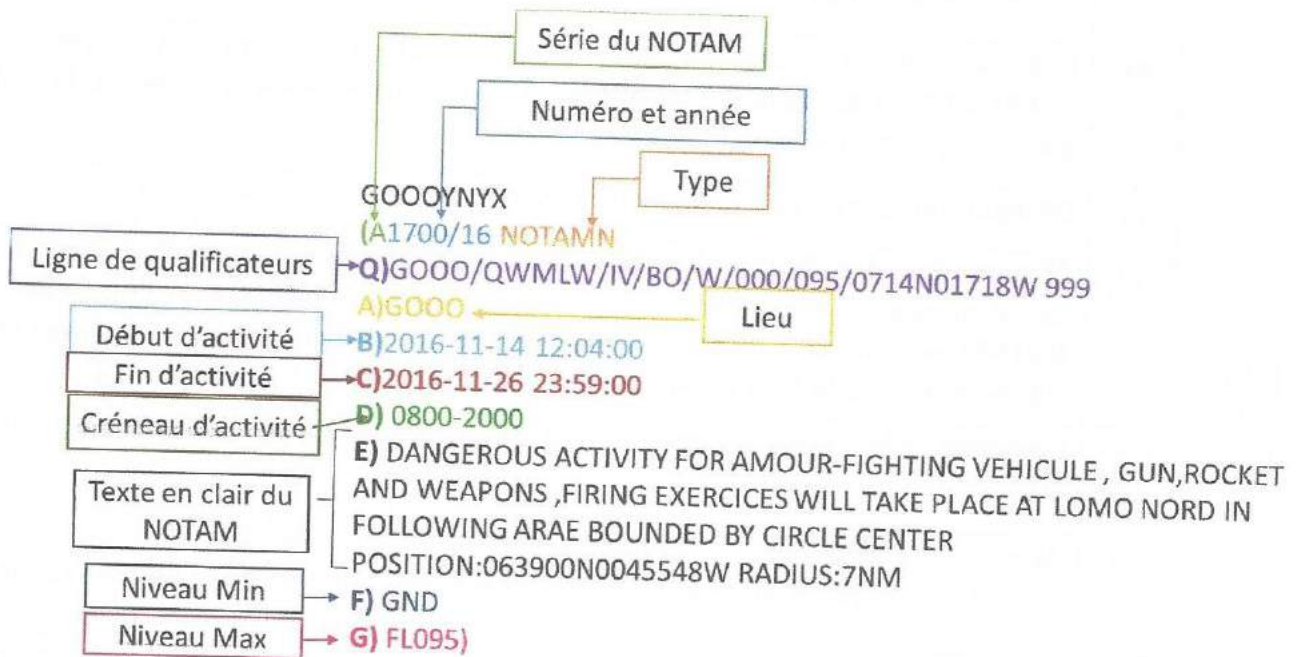 Série du NOTAM
Numéro et année
Type
GOOOYNYX
(A1700/16 NOTAMN
Ligne de qualificateurs
Q)GOOO/QWMLW/IV/BO/W/000/095/0714N01718W 999
A)GOOO
Lieu
Début d'activité
B)2016-11-14 12:04:00
Fin d'activité
C)2016-11-26 23:59:00
Créneau d'activité
D) 0800-2000
Texte en clair du
NOTAM
E) DANGEROUS ACTIVITY FOR AMOUR-FIGHTING VEHICULE , GUN,ROCKET
AND WEAPONS ,FIRING EXERCICES WILL TAKE PLACE AT LOMO NORD IN
FOLLOWING ARAE BOUNDED BY CIRCLE CENTER
POSITION:063900N0045548W RADIUS:7NM
Niveau Min
F) GND
Niveau Max
G) FL095)